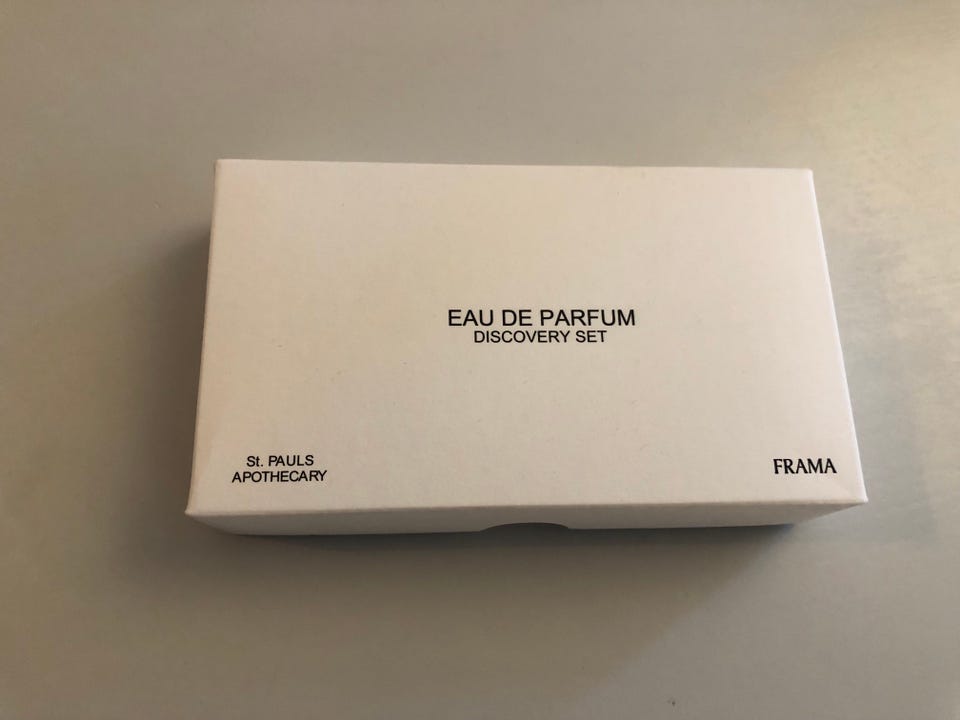 EAU DE PARFUM
DISCOVERY SET
St. PAULS
APOTHECARY
FRAMA